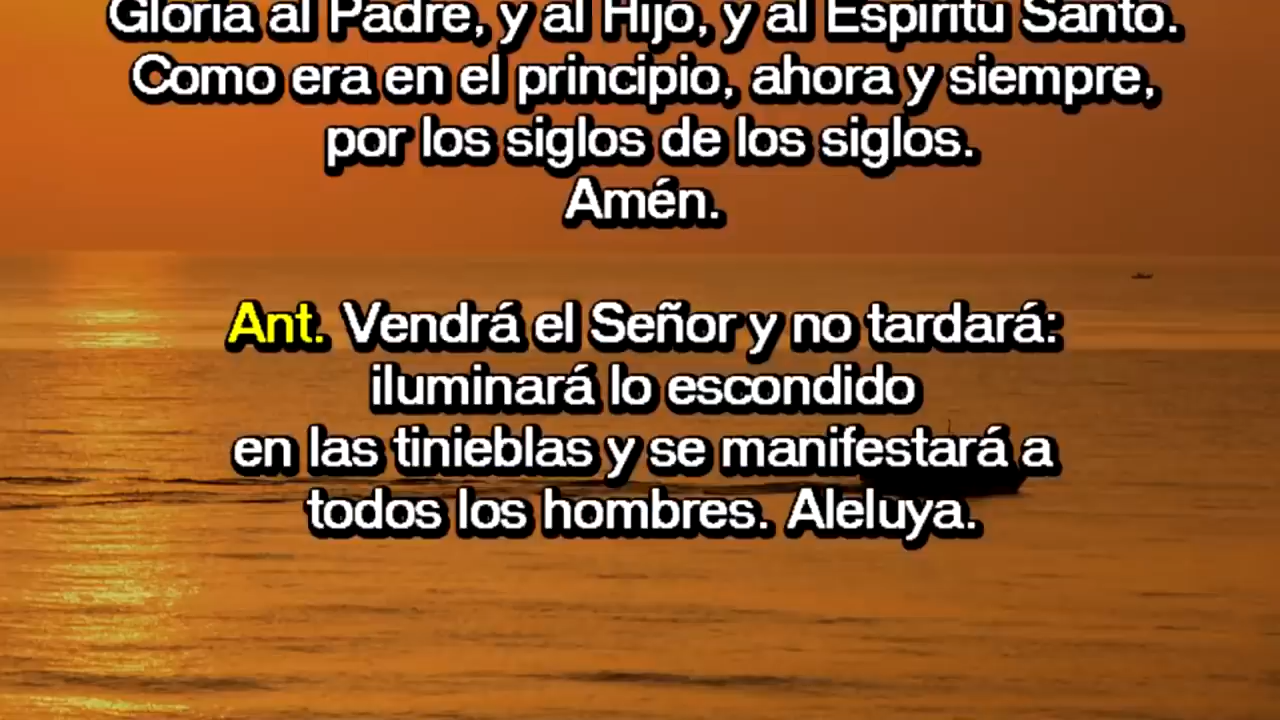 Gloria al Padre, y al Hijo, y al Espíritu Santo.
Como era en el principio, ahora y siempre,
por los siglos de los siglos.
Amén.
Ant. Vendrá el Señor y no tardará:
iluminará lo escondido
en las tinieblas y se manifestará a
todos los hombres. Aleluya.